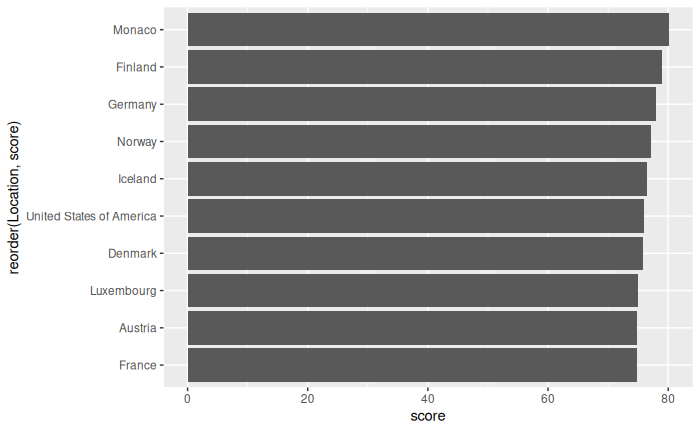 reorder(Location, score)
Monaco
Finland
Germany
Norway
Iceland
United States of America
Denmark
Luxembourg
Austria
France
0 20 40 60 80
score